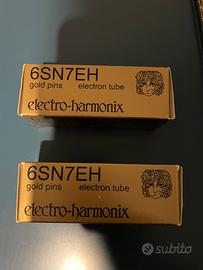 6SN7EH
gold pins electron tube
electro-harmonix
6SN7EH
gold pins electron tube
electro-harmonix
subito